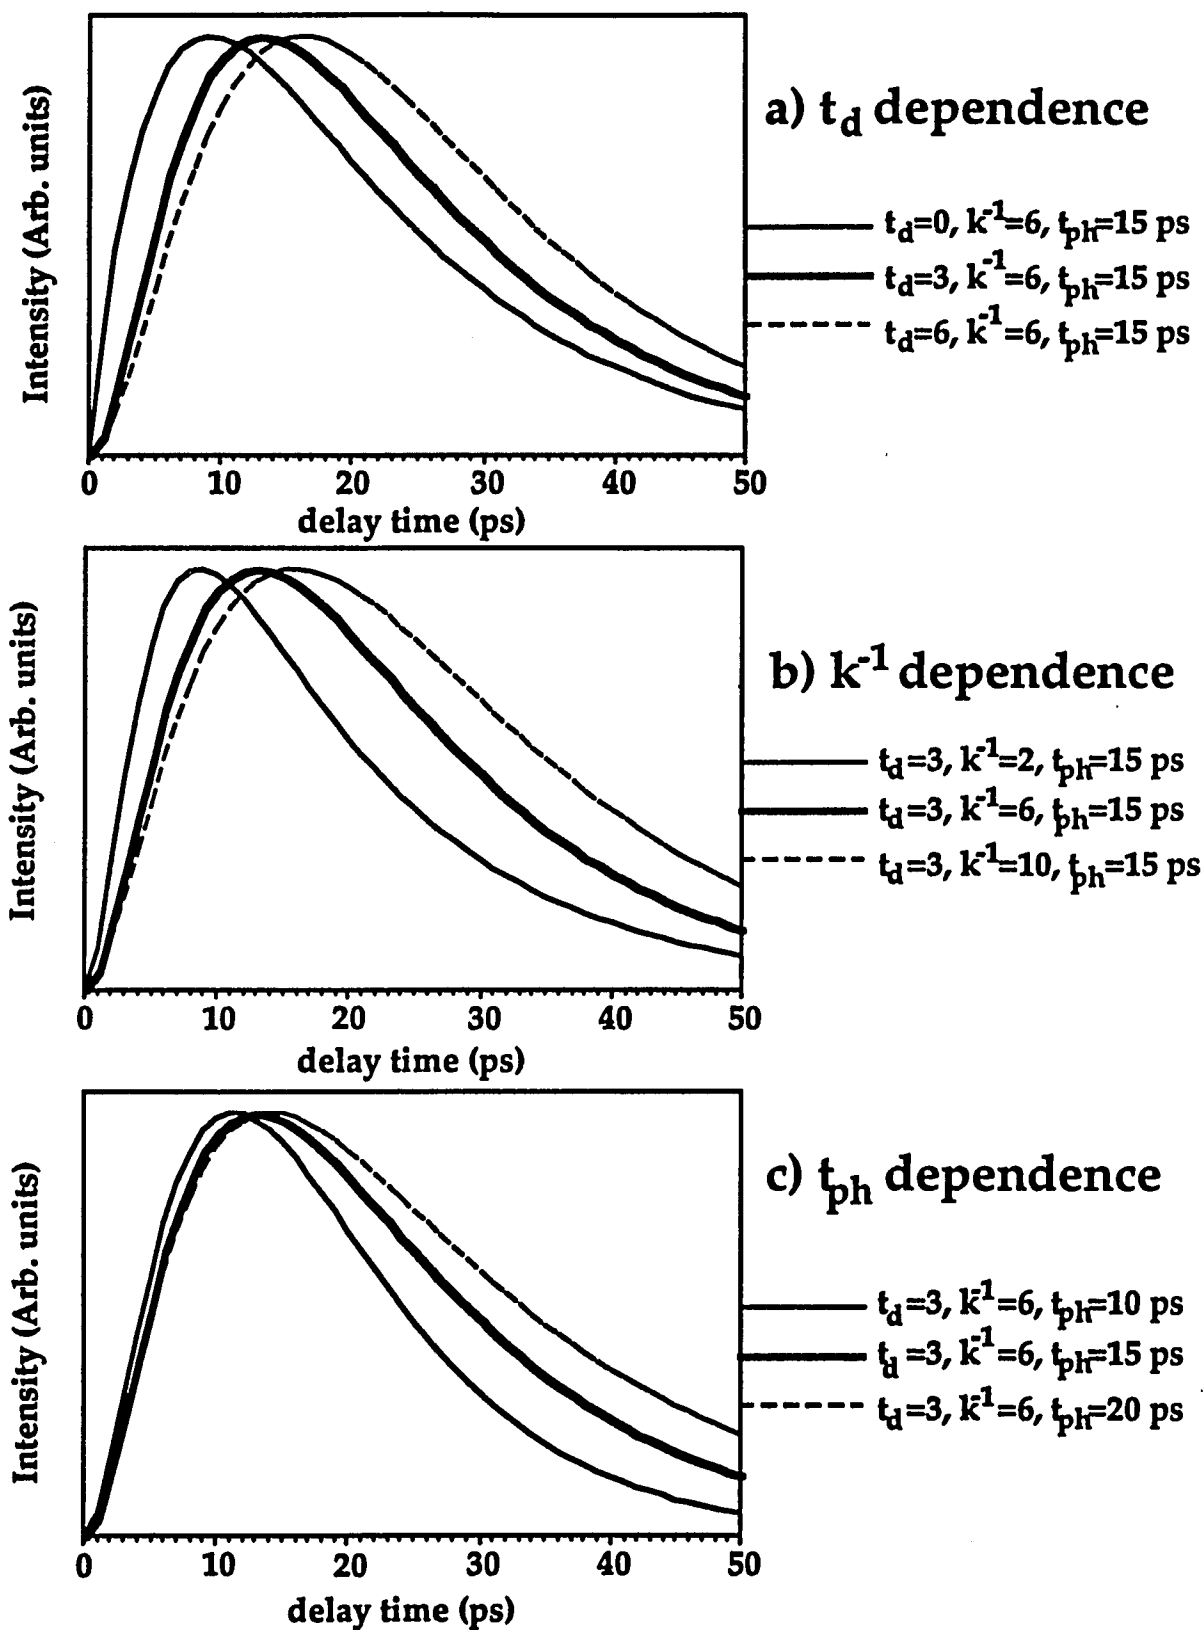 Intensity (Arb. units)
a) t_d dependence
t_d=0, k⁻¹=6, t_ph=15 ps
t_d=3, k⁻¹=6, t_ph=15 ps
t_d=6, k⁻¹=6, t_ph=15 ps
0 10 20 30 40 50
delay time (ps)
Intensity (Arb. units)
b) k⁻¹ dependence
t_d=3, k⁻¹=2, t_ph=15 ps
t_d=3, k⁻¹=6, t_ph=15 ps
t_d=3, k⁻¹=10, t_ph=15 ps
0 10 20 30 40 50
delay time (ps)
Intensity (Arb. units)
c) t_ph dependence
t_d=3, k⁻¹=6, t_ph=10 ps
t_d=3, k⁻¹=6, t_ph=15 ps
t_d=3, k⁻¹=6, t_ph=20 ps
0 10 20 30 40 50
delay time (ps)